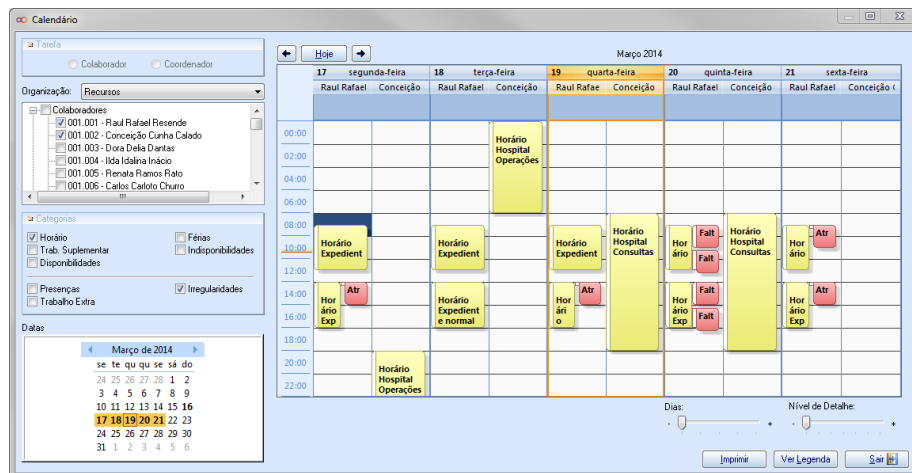 Calendário
Tarefa
Colaborador Coordenador
Organização: Recursos
Colaboradores
001.001 - Raul Rafael Resende
001.002 - Conceição Cunha Calado
001.003 - Dora Delia Dantas
001.004 - Ilda Idalina Inácio
001.005 - Renata Ramos Rato
001.006 - Carlos Carloto Churro
Categorias
Horário Férias
Trab. Suplementar Indisponibilidades
Disponibilidades
Presenças Irregularidades
Trabalho Extra
Datas
Março de 2014
se te qu qu se sá do
24 25 26 27 28 1 2
3 4 5 6 7 8 9
10 11 12 13 14 15 16
17 18 19 20 21 22 23
24 25 26 27 28 29 30
31 1 2 3 4 5 6
Hoje Março 2014
17 segunda-feira 18 terça-feira 19 quarta-feira 20 quinta-feira 21 sexta-feira
Raul Rafael Conceição Raul Rafael Conceição Raul Rafae Conceição Raul Rafael Conceição Raul Rafael Conceição (
00:00
02:00
04:00
06:00
08:00
10:00
12:00
14:00
16:00
18:00
20:00
22:00
Horário
Expedient
Hor
ário
Exp
Atr
Horário
Hospital
Operações
Horário
Expedient
Horário
Expedient
e normal
Horário
Hospital
Operações
Horário
Expedient
Hor
ári
o
Atr
Horário
Hospital
Consultas
Hor
ário
Falt
Falt
Hor
ário
Exp
Falt
Falt
Horário
Hospital
Consultas
Hor
ário
Atr
Hor
ário
Exp
Atr
Dias: Nível de Detalhe:
- + - +
Imprimir Ver Legenda Sair